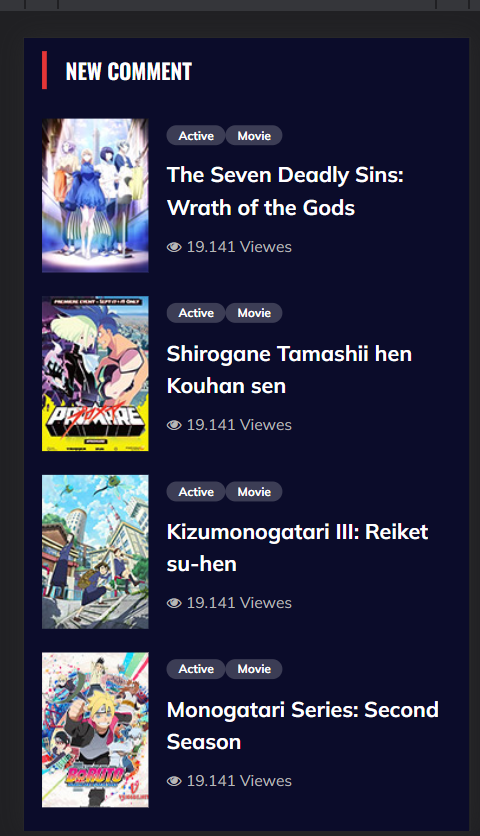 NEW COMMENT
Active Movie
The Seven Deadly Sins:
Wrath of the Gods
19.141 Viewes
PREMIERE EVENT - SEPT 17 & 19 ONLY
PROMARE
Active Movie
Shirogane Tamashii hen
Kouhan sen
19.141 Viewes
Active Movie
Kizumonogatari III: Reiket
su-hen
19.141 Viewes
BORUTO
Active Movie
Monogatari Series: Second
Season
19.141 Viewes